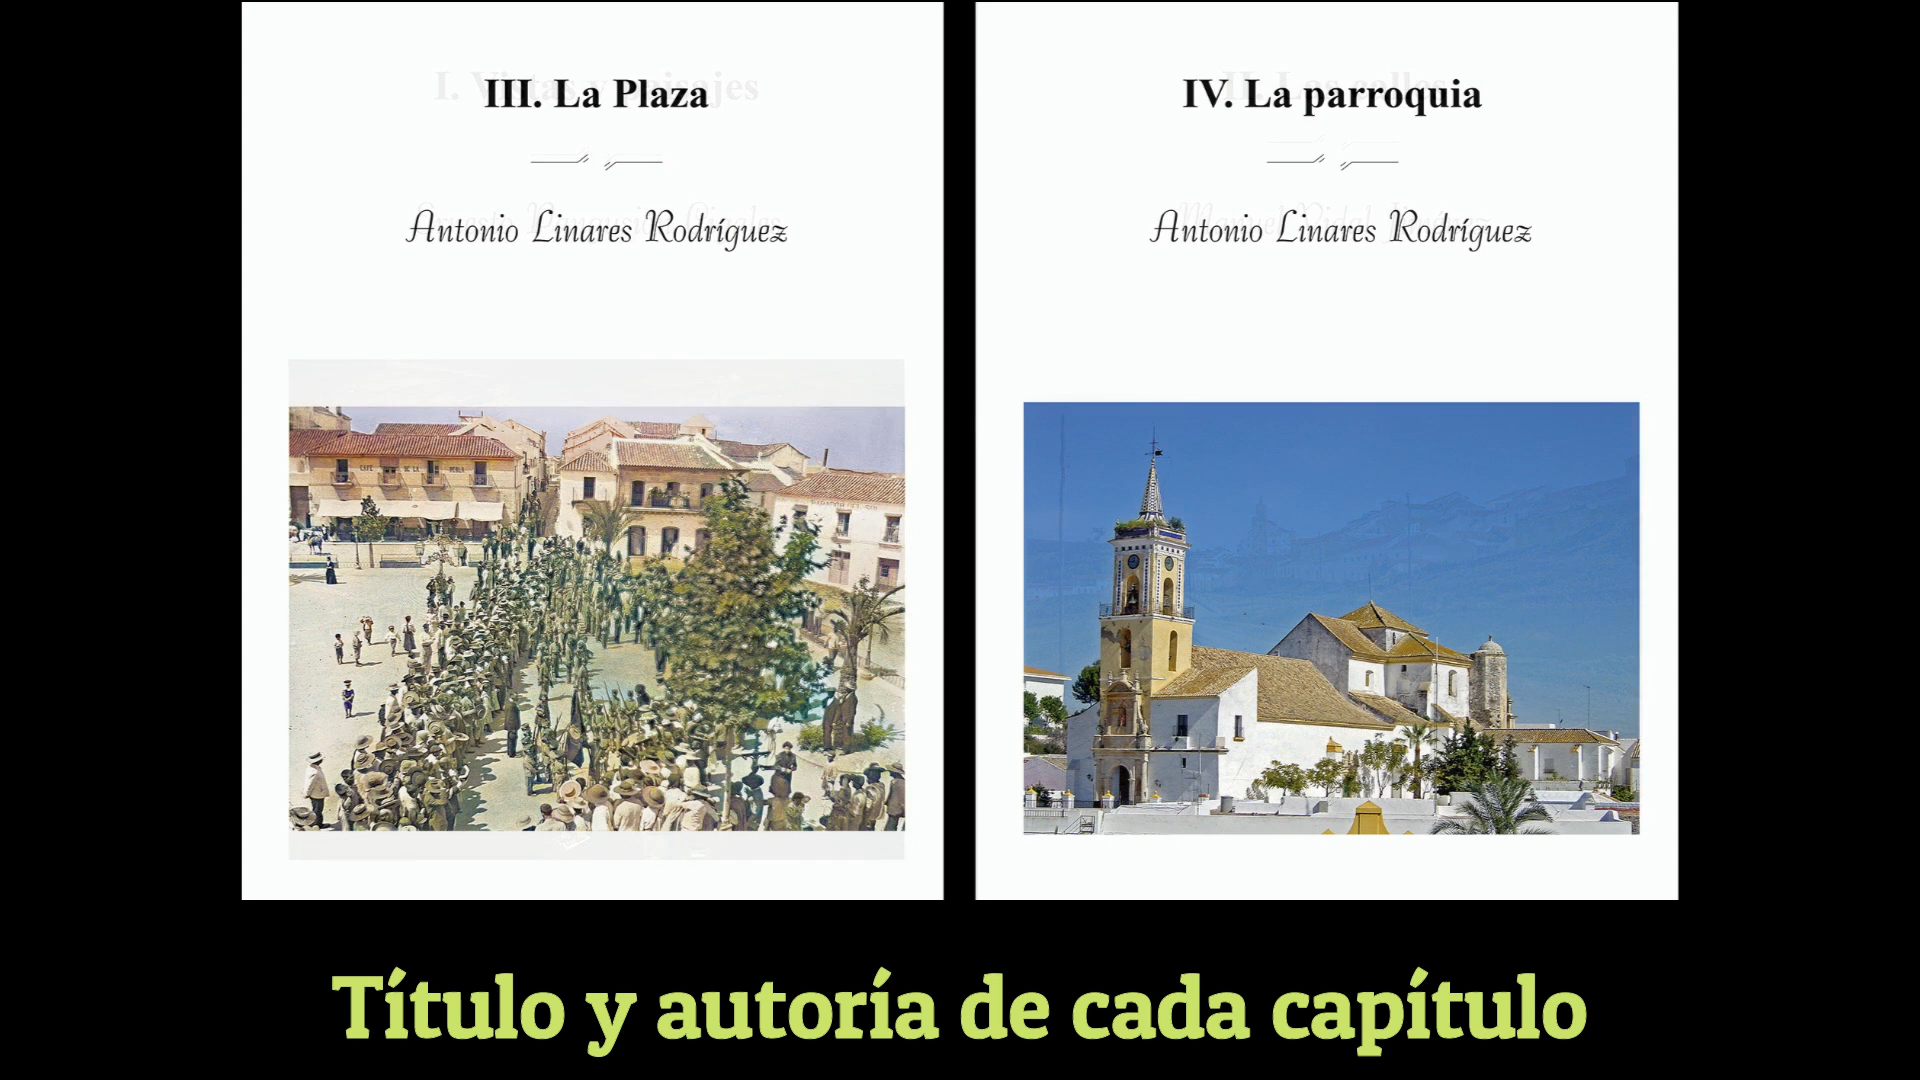 III. La Plaza
Antonio Linares Rodríguez
IV. La parroquia
Antonio Linares Rodríguez
Título y autoría de cada capítulo